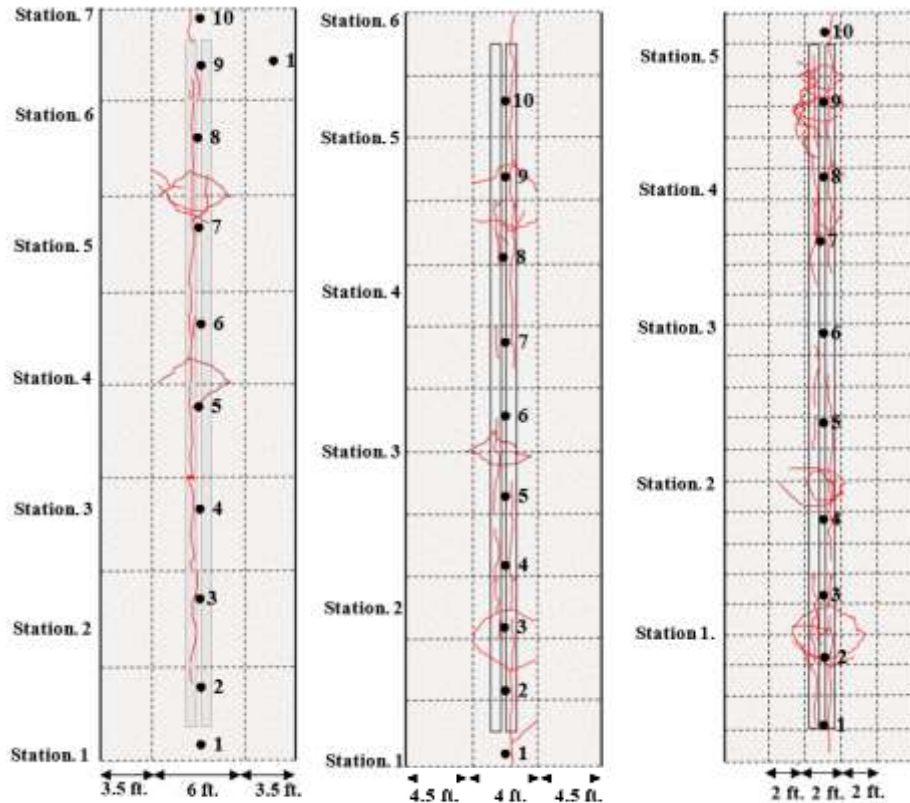 Station. 7
10
9
1
Station. 6
8
7
Station. 5
6
Station. 4
5
4
Station. 3
3
Station. 2
2
1
Station. 1
3.5 ft. 6 ft. 3.5 ft.
Station. 6
10
Station. 5
9
8
Station. 4
7
6
Station. 3
5
4
Station. 2
3
2
1
Station. 1
4.5 ft. 4 ft. 4.5 ft.
10
Station. 5
9
Station. 4
8
7
Station. 3
6
5
Station. 2
4
3
Station 1.
2
1
2 ft. 2 ft. 2 ft.